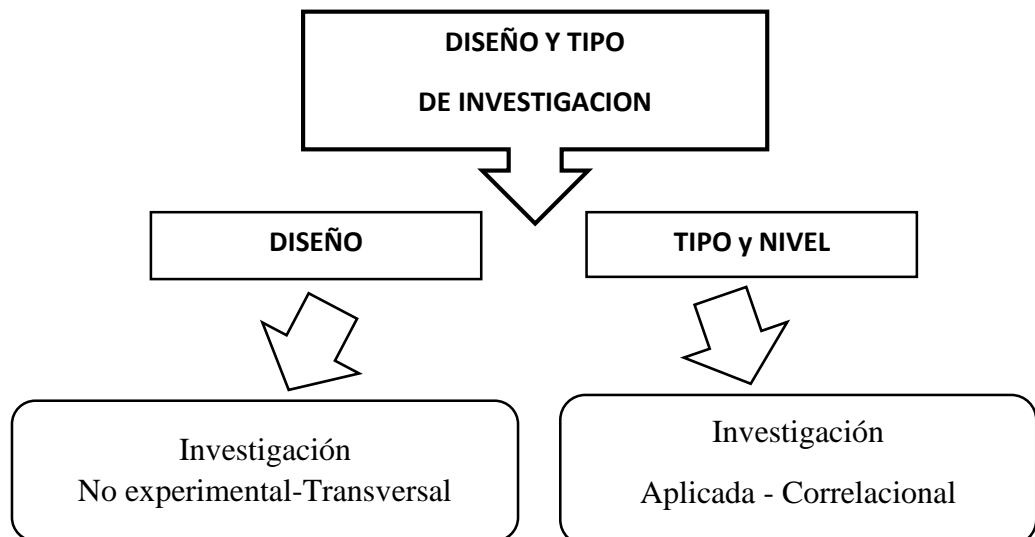 DISEÑO Y TIPO
DE INVESTIGACION
DISEÑO
TIPO y NIVEL
Investigación
No experimental-Transversal
Investigación
Aplicada - Correlacional